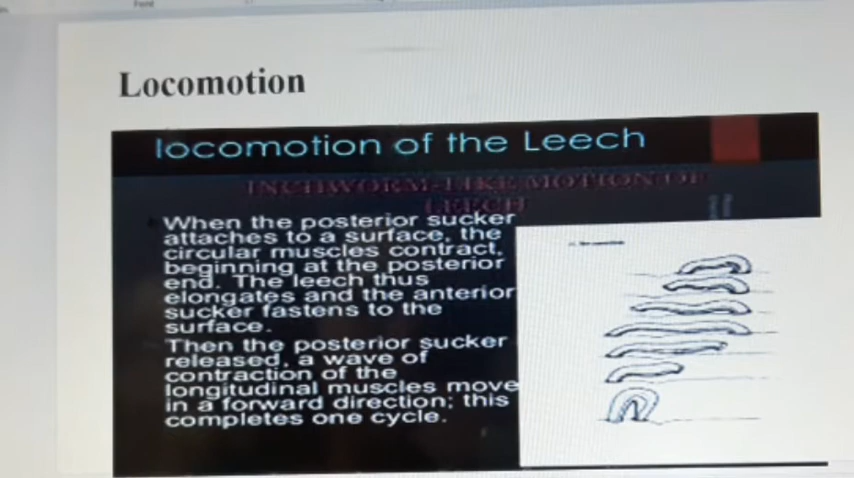 Font
Locomotion
locomotion of the Leech
INCHWORM-LIKE MOTION OF
LEECH
When the posterior sucker
attaches to a surface, the
circular muscles contract,
beginning at the posterior
end. The leech thus
elongates and the anterior
sucker fastens to the
surface.
Then the posterior sucker
released, a wave of
contraction of the
longitudinal muscles move
in a forward direction; this
completes one cycle.